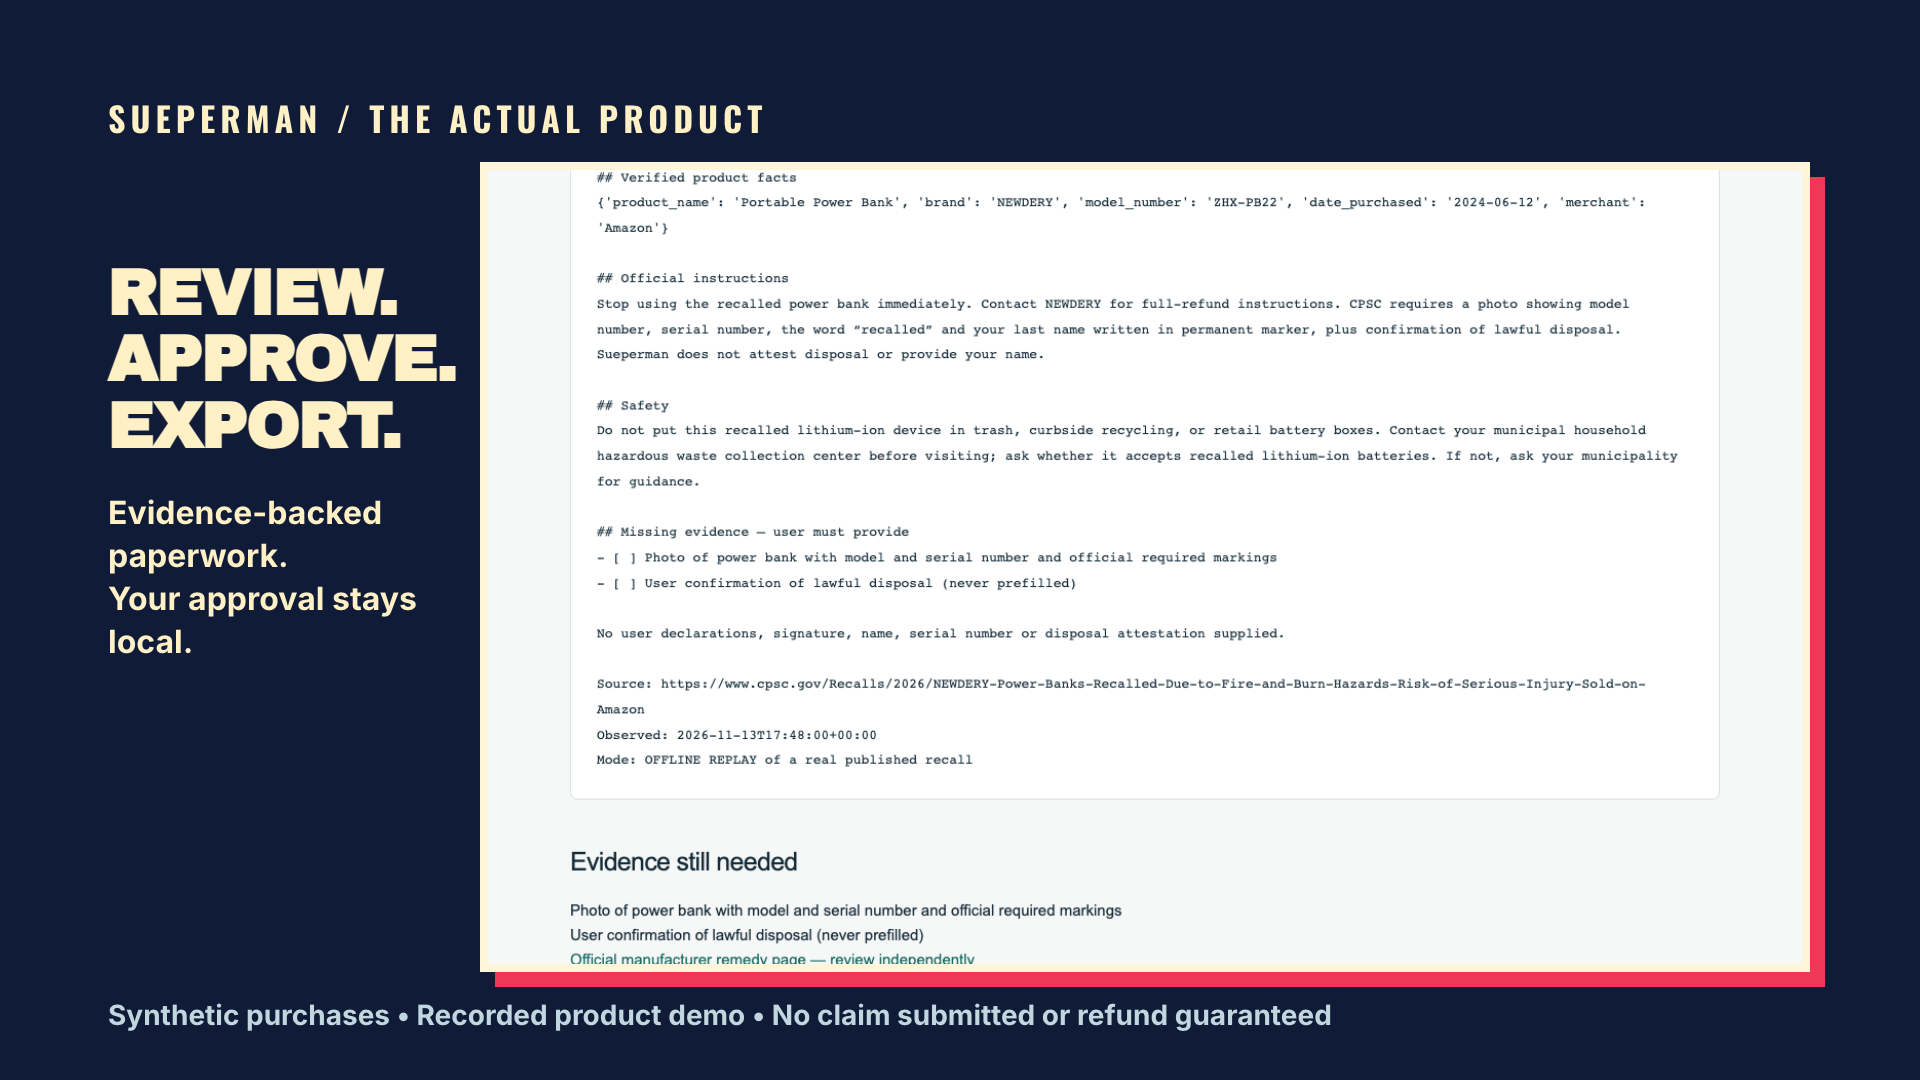 SUEPERMAN / THE ACTUAL PRODUCT
REVIEW.
APPROVE.
EXPORT.
Evidence-backed
paperwork.
Your approval stays
local.
## Verified product facts
{'product_name': 'Portable Power Bank', 'brand': 'NEWDERY', 'model_number': 'ZHX-PB22', 'date_purchased': '2024-06-12', 'merchant':
'Amazon'}
## Official instructions
Stop using the recalled power bank immediately. Contact NEWDERY for full-refund instructions. CPSC requires a photo showing model
number, serial number, the word “recalled” and your last name written in permanent marker, plus confirmation of lawful disposal.
Sueperman does not attest disposal or provide your name.
## Safety
Do not put this recalled lithium-ion device in trash, curbside recycling, or retail battery boxes. Contact your municipal household
hazardous waste collection center before visiting; ask whether it accepts recalled lithium-ion batteries. If not, ask your municipality
for guidance.
## Missing evidence — user must provide
- [ ] Photo of power bank with model and serial number and official required markings
- [ ] User confirmation of lawful disposal (never prefilled)
No user declarations, signature, name, serial number or disposal attestation supplied.
Source: https://www.cpsc.gov/Recalls/2026/NEWDERY-Power-Banks-Recalled-Due-to-Fire-and-Burn-Hazards-Risk-of-Serious-Injury-Sold-on-
Amazon
Observed: 2026-11-13T17:48:00+00:00
Mode: OFFLINE REPLAY of a real published recall
Evidence still needed
Photo of power bank with model and serial number and official required markings
User confirmation of lawful disposal (never prefilled)
Official manufacturer remedy page — review independently
Synthetic purchases • Recorded product demo • No claim submitted or refund guaranteed